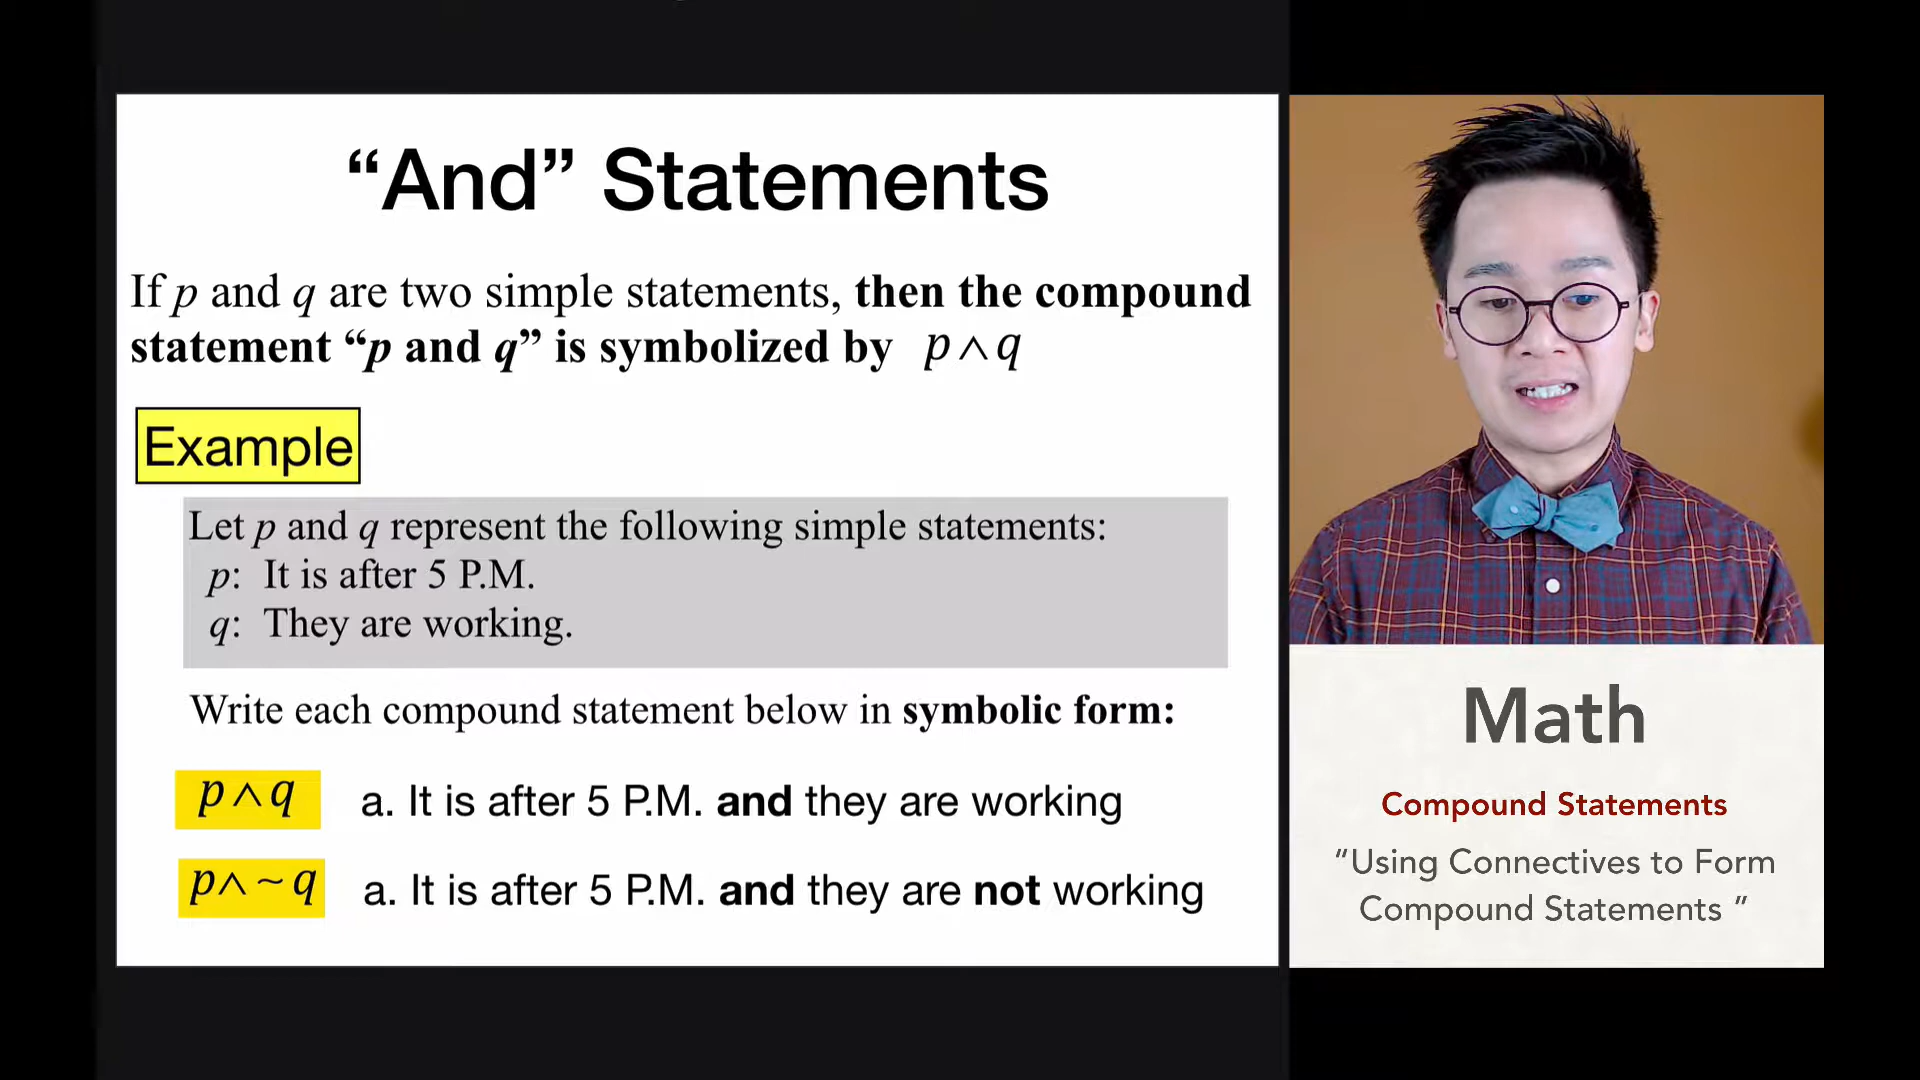 “And” Statements
If p and q are two simple statements, then the compound
statement “p and q” is symbolized by p∧q
Example
Let p and q represent the following simple statements:
p: It is after 5 P.M.
q: They are working.
Write each compound statement below in symbolic form:
p∧q a. It is after 5 P.M. and they are working
p∧~q a. It is after 5 P.M. and they are not working
Math
Compound Statements
“Using Connectives to Form
Compound Statements ”